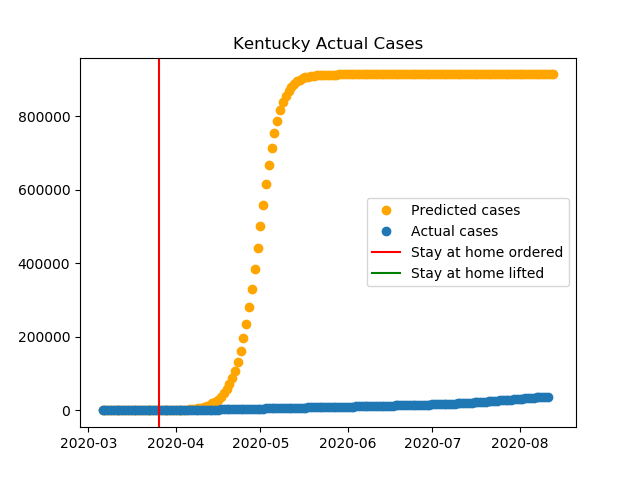 Kentucky Actual Cases
800000
600000
400000
200000
0
Predicted cases
Actual cases
Stay at home ordered
Stay at home lifted
2020-03 2020-04 2020-05 2020-06 2020-07 2020-08